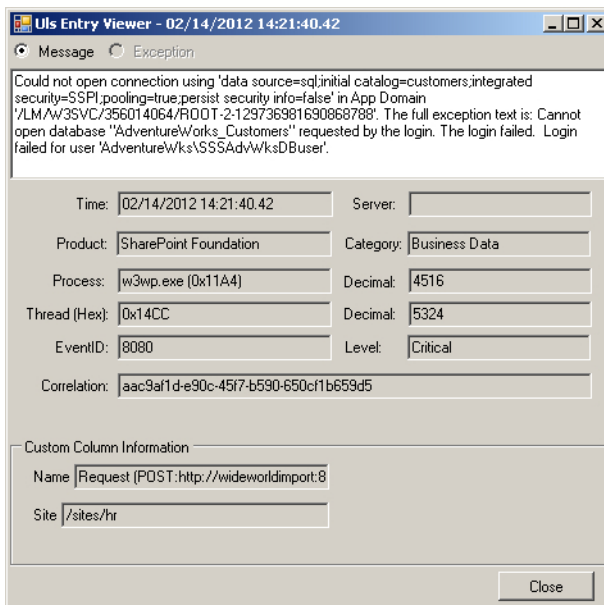 Uls Entry Viewer - 02/14/2012 14:21:40.42
Message Exception
Could not open connection using 'data source=sql;initial catalog=customers;integrated
security=SSPI;pooling=true;persist security info=false' in App Domain
'/LM/W3SVC/356014064/ROOT-2-129736981690868788'. The full exception text is: Cannot
open database "AdventureWorks_Customers" requested by the login. The login failed.  Login
failed for user 'AdventureWks\SSSAdvWksDBuser'.
Time: 02/14/2012 14:21:40.42 Server:
Product: SharePoint Foundation Category: Business Data
Process: w3wp.exe (0x11A4) Decimal: 4516
Thread (Hex): 0x14CC Decimal: 5324
EventID: 8080 Level: Critical
Correlation: aac9af1d-e90c-45f7-b590-650cf1b659d5
Custom Column Information
Name Request (POST:http://wideworldimport:8
Site /sites/hr
Close